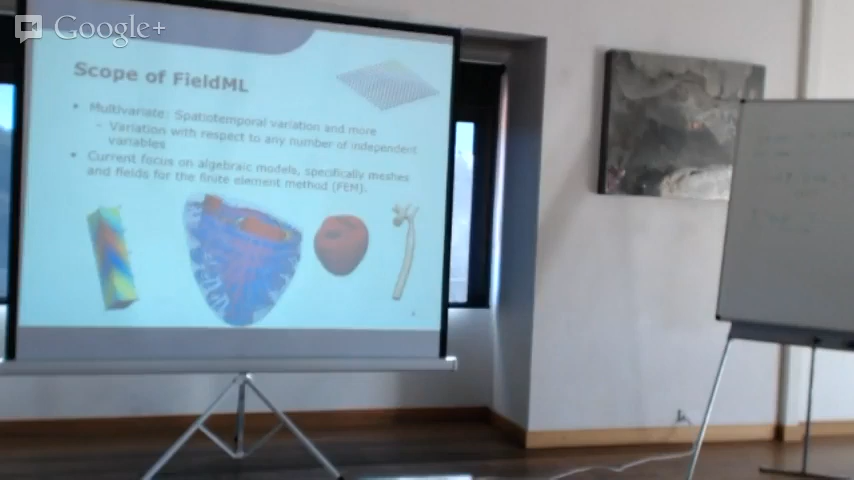 Google+
Scope of FieldML
• Multivariate: Spatiotemporal variation and more
– Variation with respect to any number of independent
variables
• Current focus on algebraic models, specifically meshes
and fields for the finite element method (FEM).